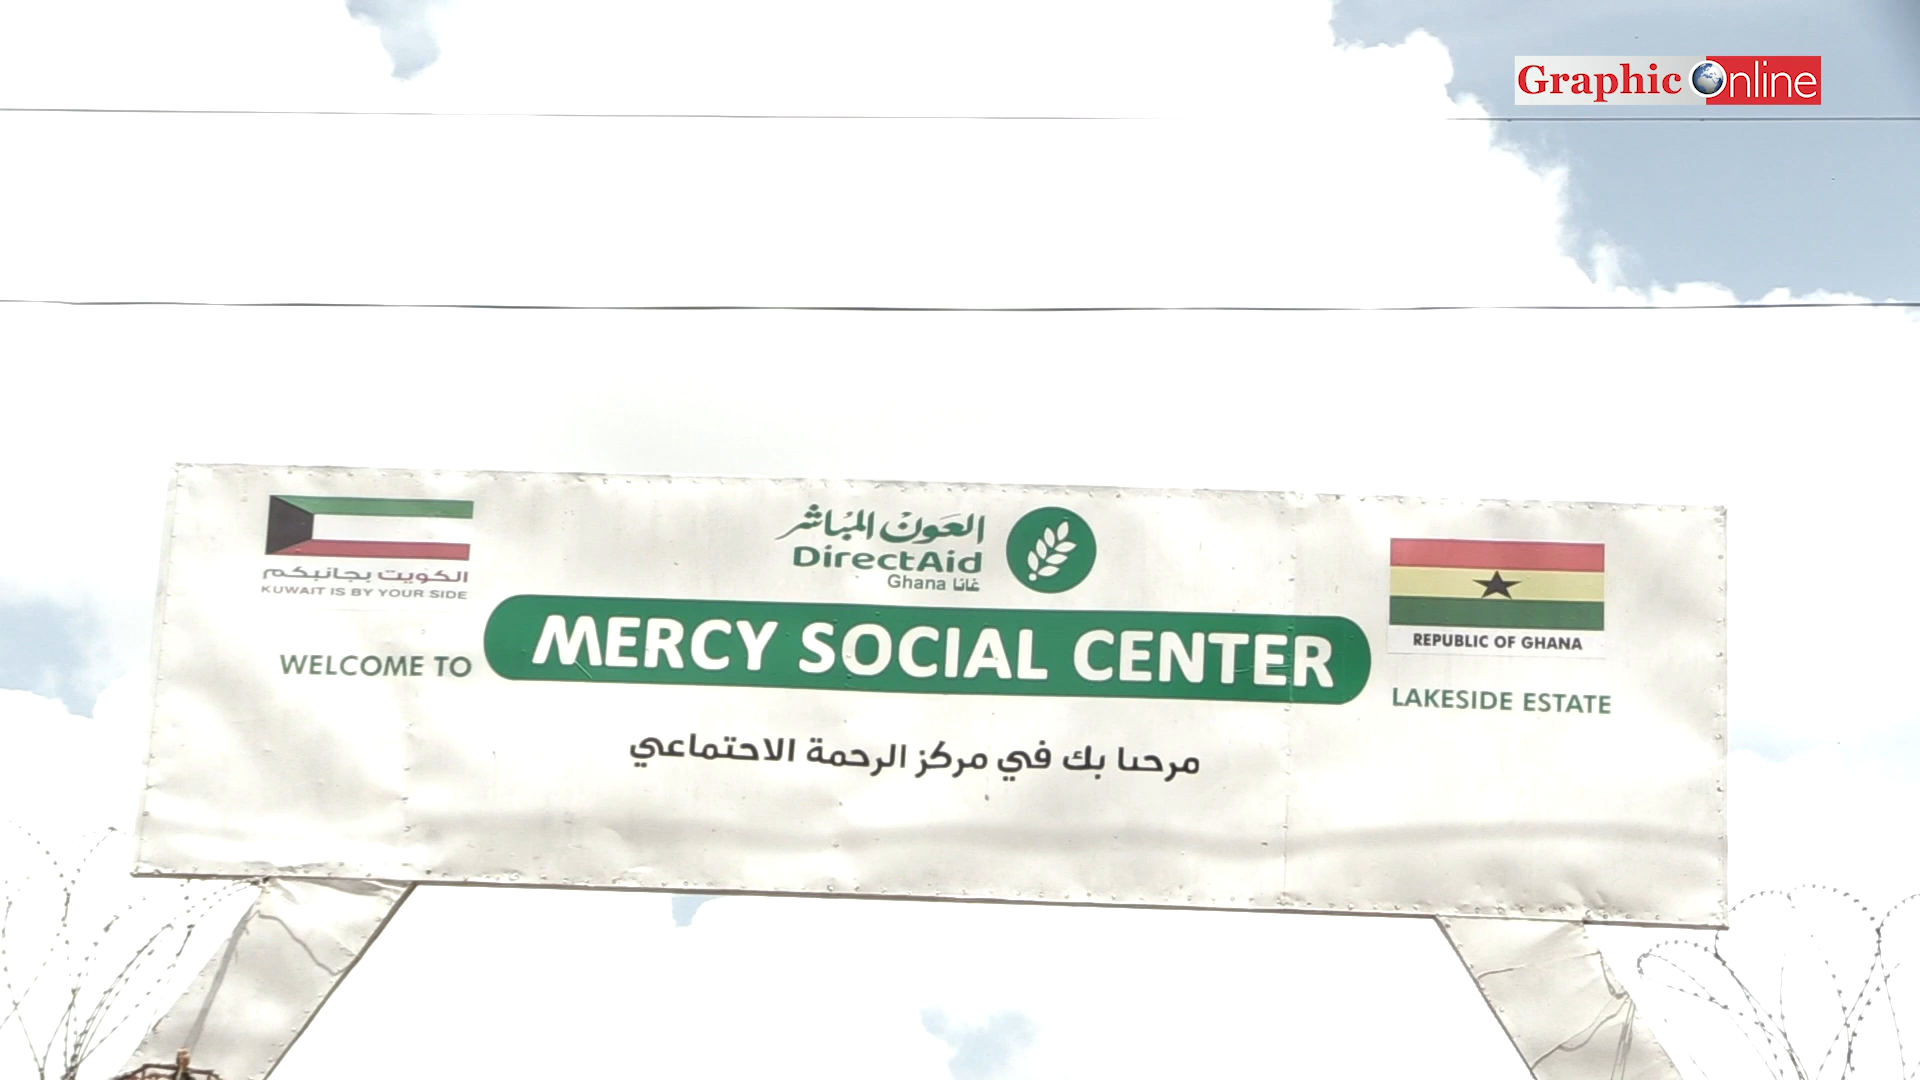 Graphic Online
العون المباشر
DirectAid
Ghana غانا
الكويت بجانبكم
KUWAIT IS BY YOUR SIDE
REPUBLIC OF GHANA
WELCOME TO
MERCY SOCIAL CENTER
LAKESIDE ESTATE
مرحبا بك في مركز الرحمة الاجتماعي